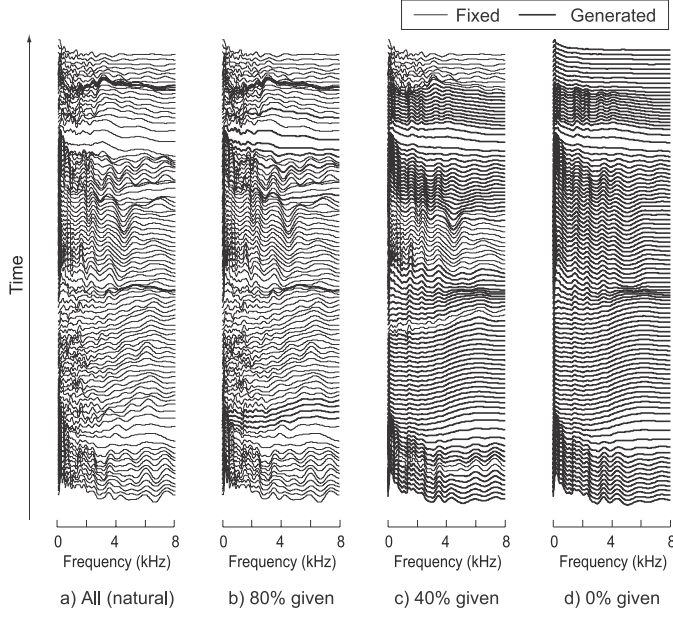 Fixed Generated
Time
0 4 8 0 4 8 0 4 8 0 4 8
Frequency (kHz) Frequency (kHz) Frequency (kHz) Frequency (kHz)
a) All (natural) b) 80% given c) 40% given d) 0% given